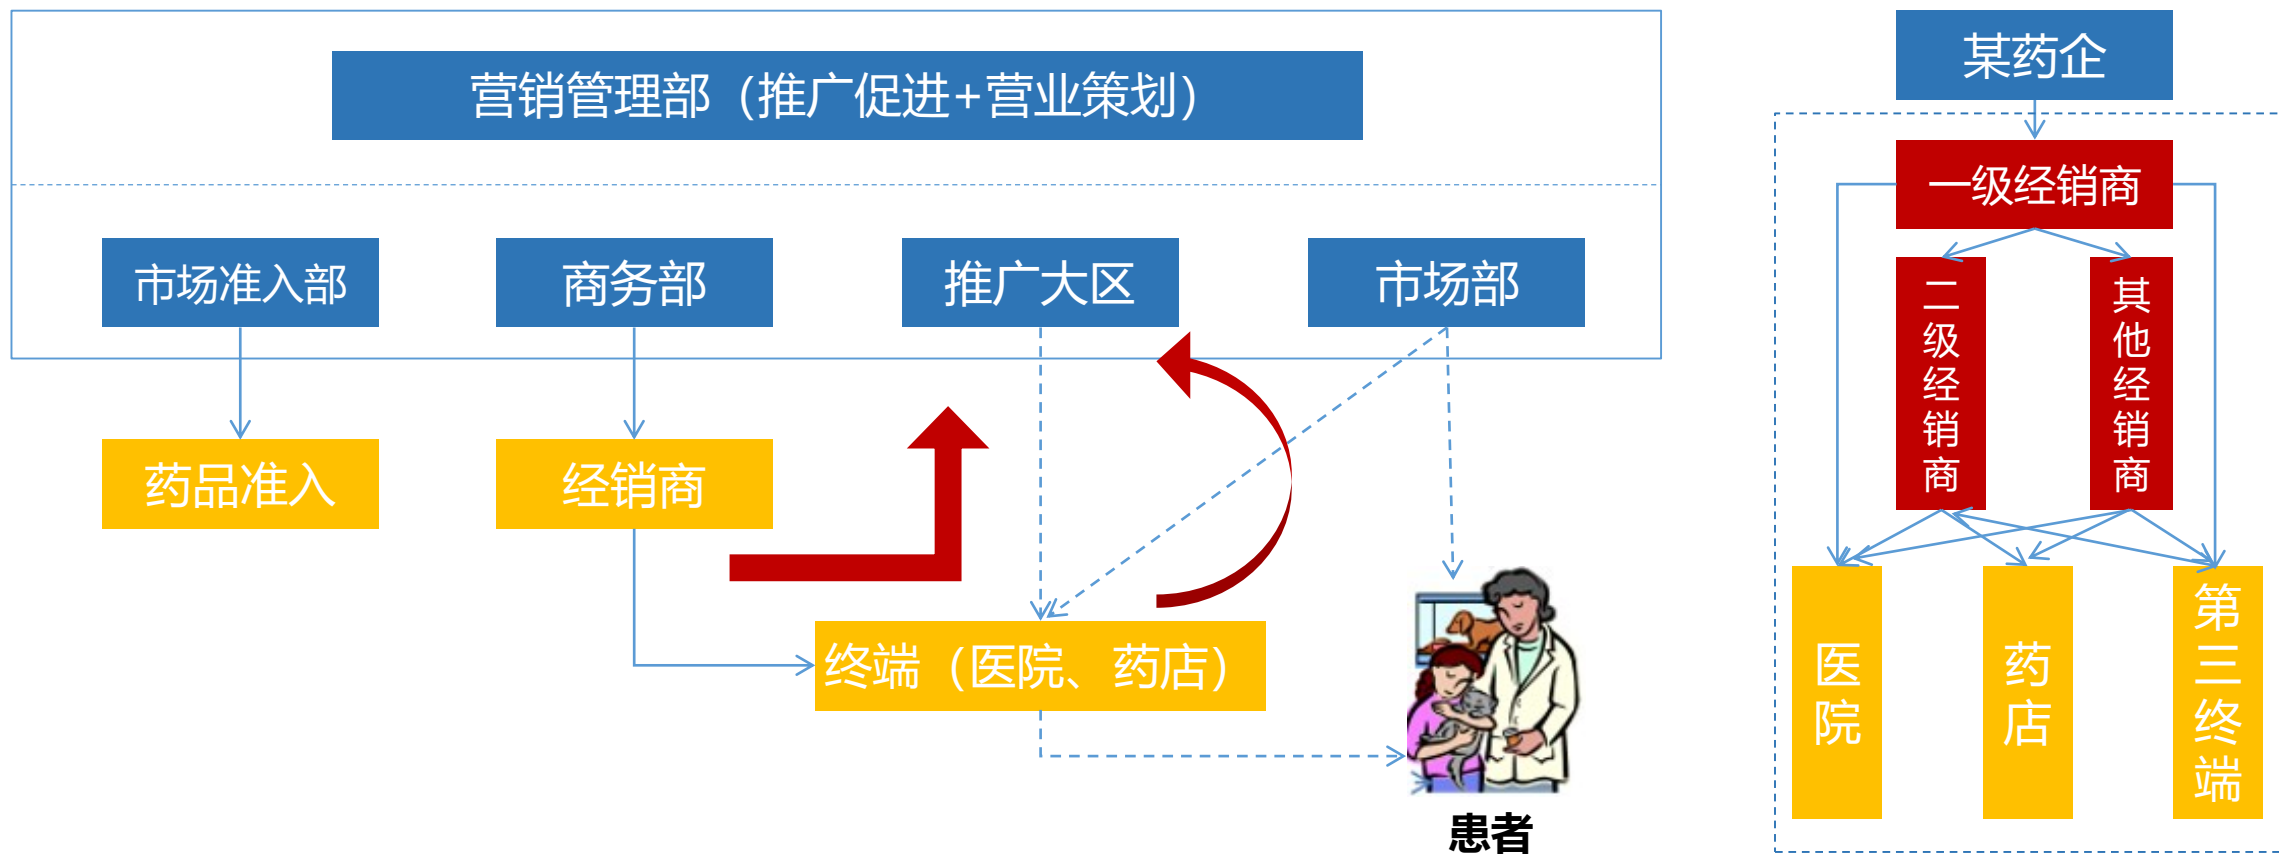 营销管理部（推广促进+营业策划）
市场准入部
商务部
推广大区
市场部
药品准入
经销商
终端（医院、药店）
患者
某药企
一级经销商
二级经销商
其他经销商
医院
药店
第三终端